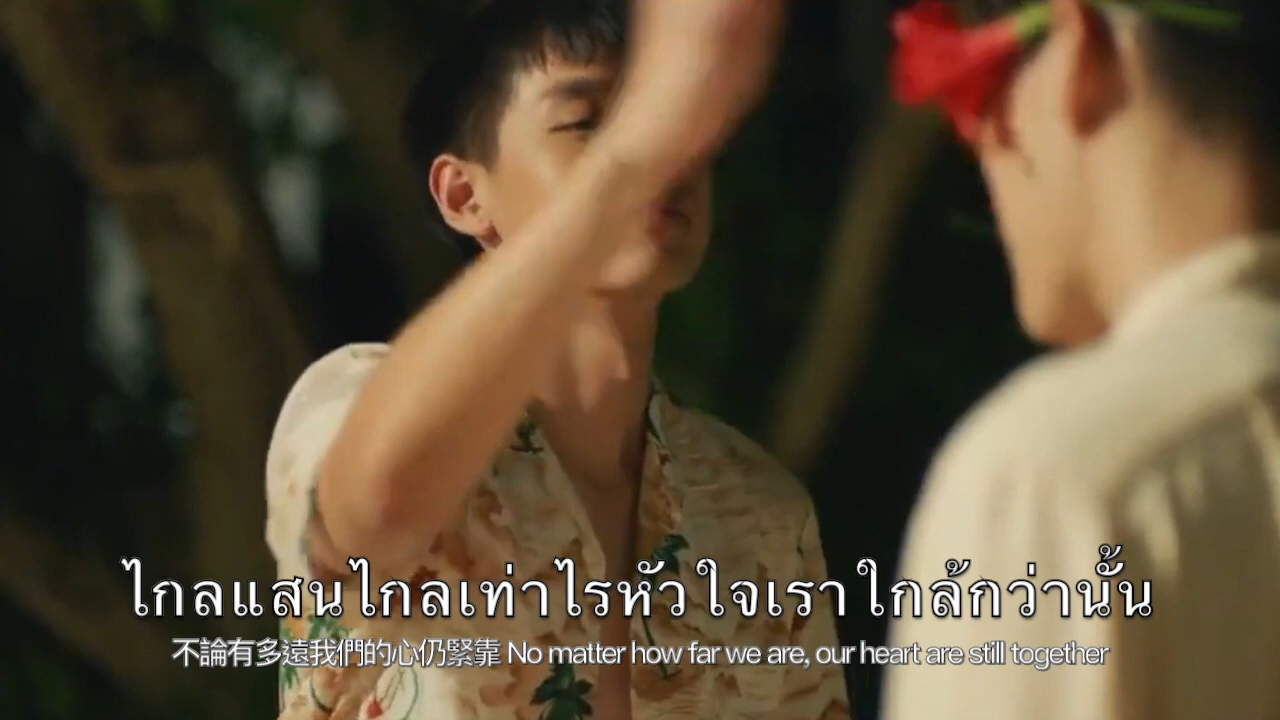 ไกลแสนไกลเท่าไรหัวใจเราใกล้กว่านั้น
不論有多遠我們的心仍緊靠 No matter how far we are, our heart are still together